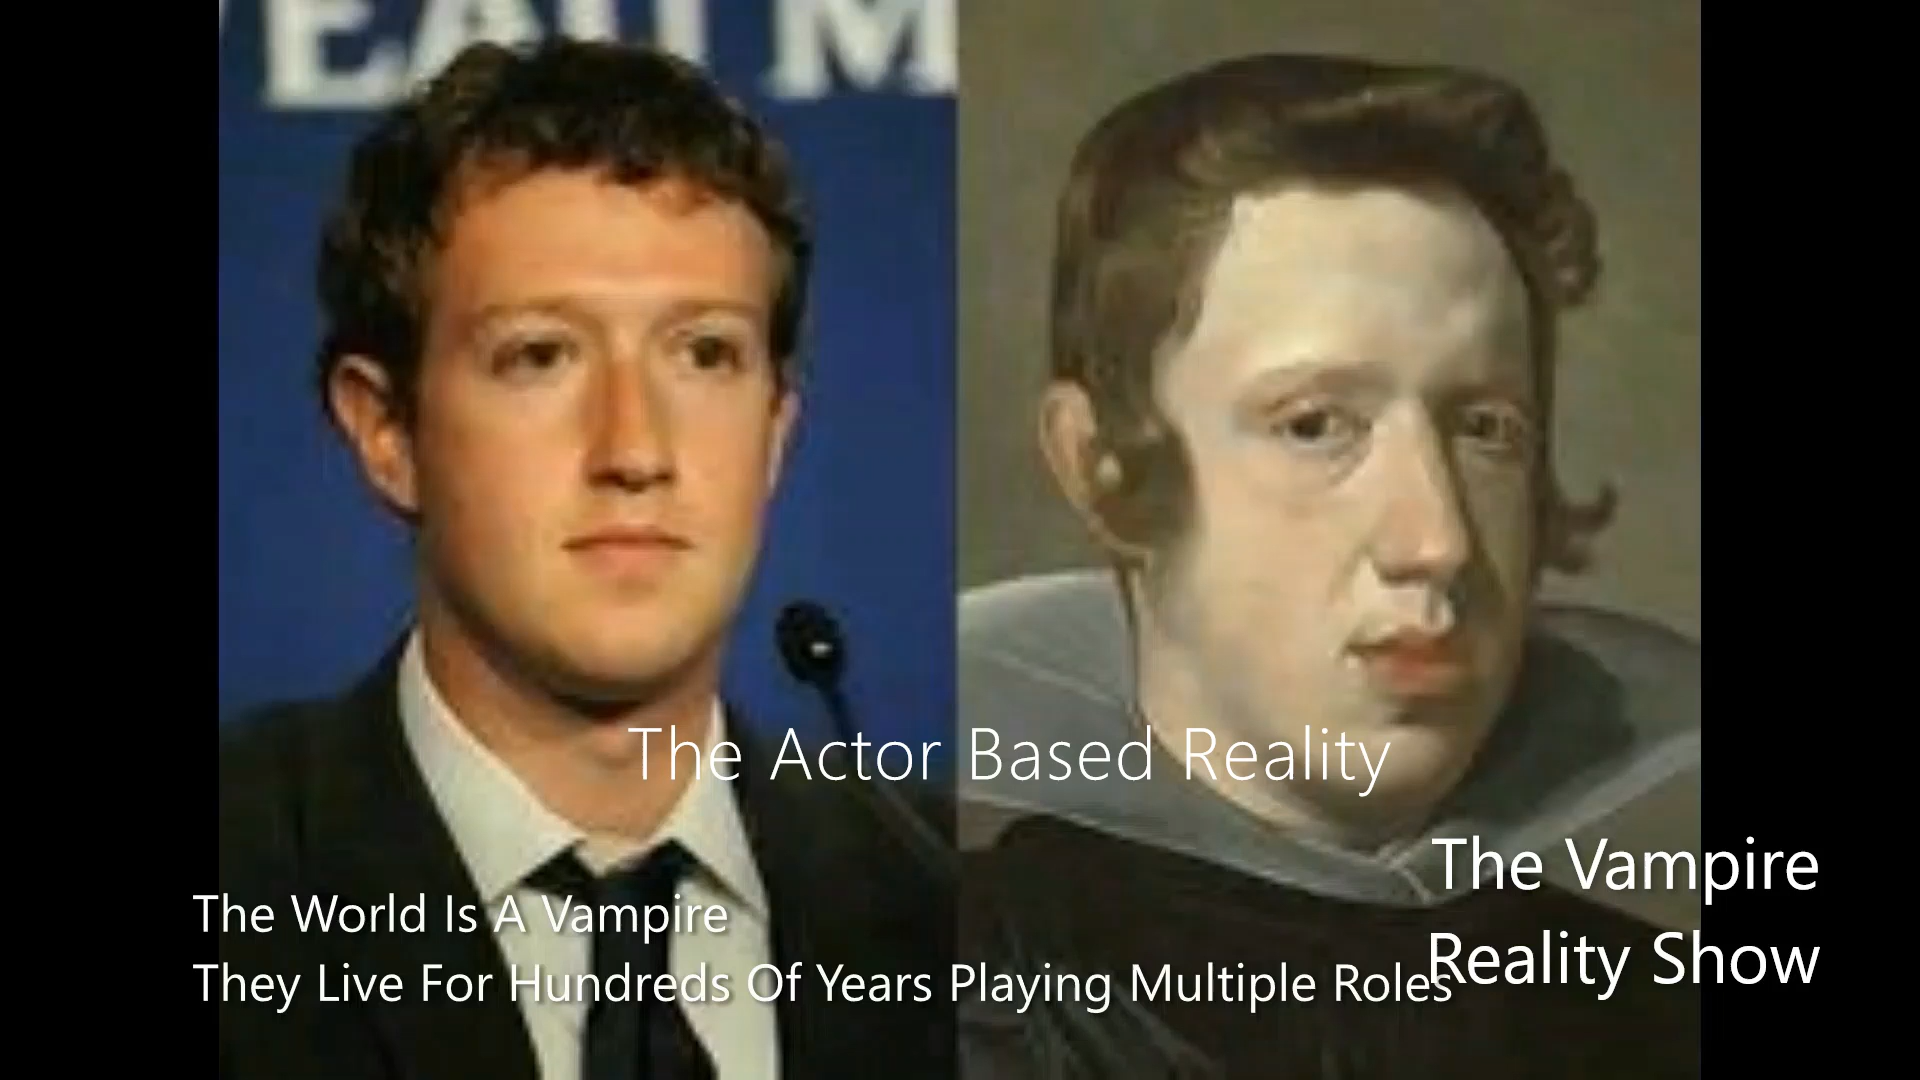 EAU M
The Actor Based Reality
The Vampire
Reality Show
The World Is A Vampire
They Live For Hundreds Of Years Playing Multiple Roles